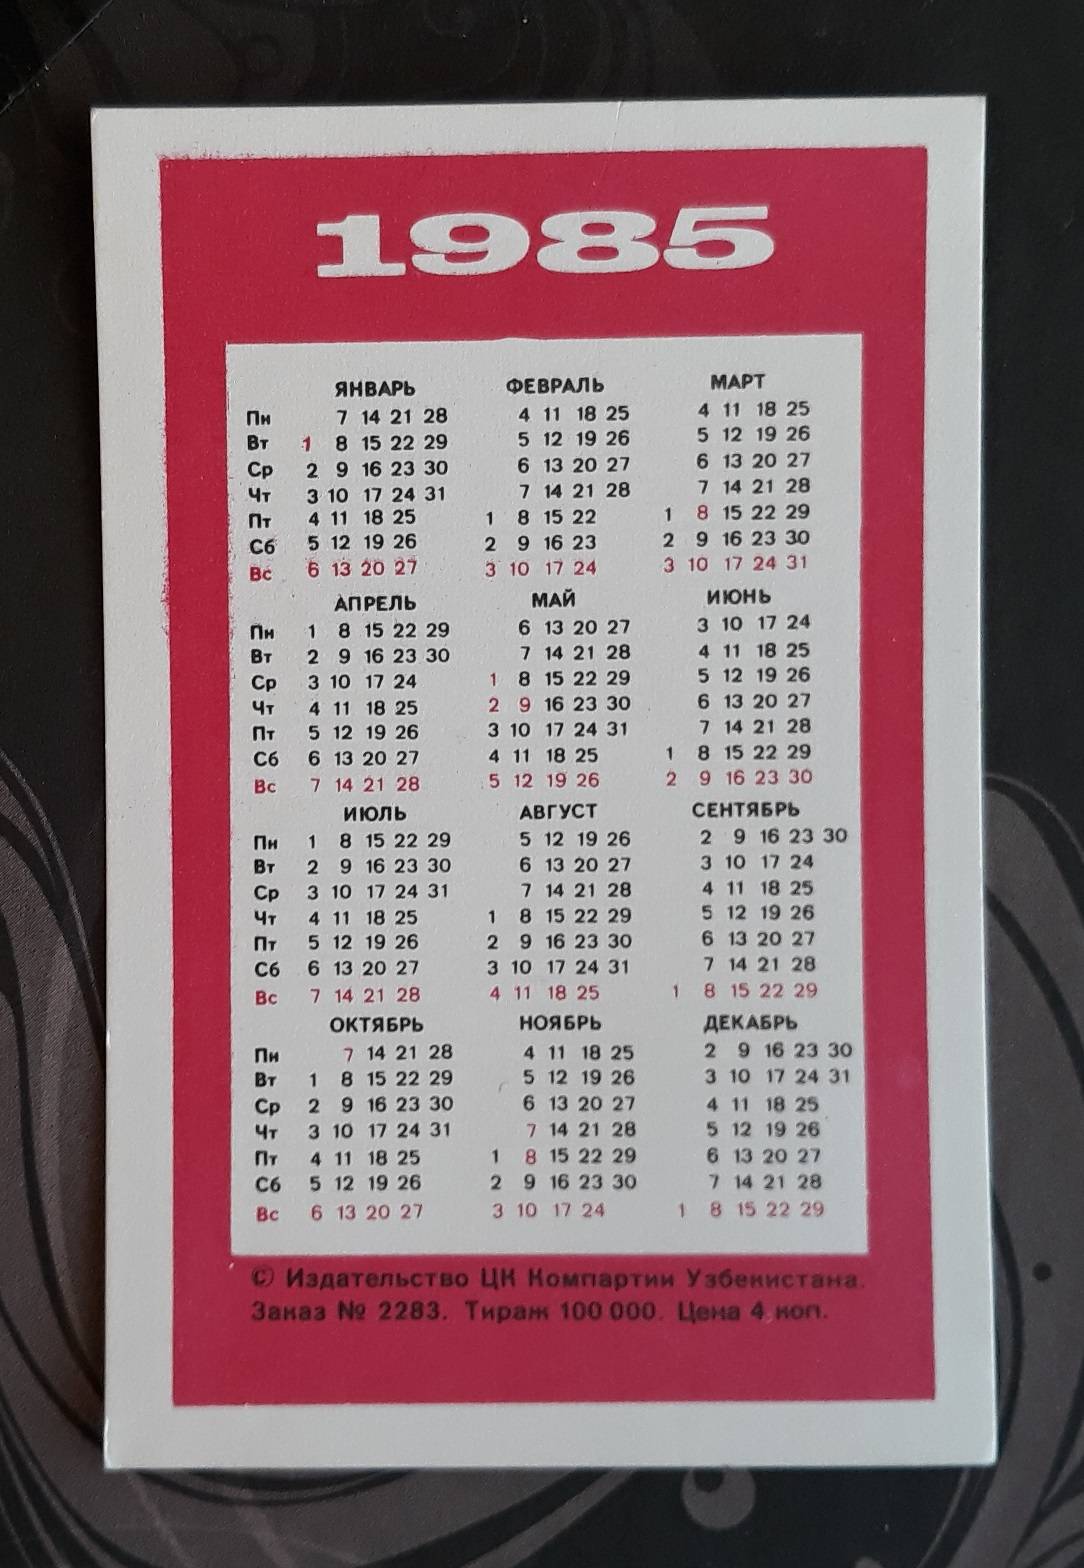 1985
ЯНВАРЬ ФЕВРАЛЬ МАРТ
Пн 7 14 21 28 4 11 18 25 4 11 18 25
Вт 1 8 15 22 29 5 12 19 26 5 12 19 26
Ср 2 9 16 23 30 6 13 20 27 6 13 20 27
Чт 3 10 17 24 31 7 14 21 28 7 14 21 28
Пт 4 11 18 25 1 8 15 22 1 8 15 22 29
Сб 5 12 19 26 2 9 16 23 2 9 16 23 30
Вс 6 13 20 27 3 10 17 24 3 10 17 24 31
АПРЕЛЬ МАЙ ИЮНЬ
Пн 1 8 15 22 29 6 13 20 27 3 10 17 24
Вт 2 9 16 23 30 7 14 21 28 4 11 18 25
Ср 3 10 17 24 1 8 15 22 29 5 12 19 26
Чт 4 11 18 25 2 9 16 23 30 6 13 20 27
Пт 5 12 19 26 3 10 17 24 31 7 14 21 28
Сб 6 13 20 27 4 11 18 25 1 8 15 22 29
Вс 7 14 21 28 5 12 19 26 2 9 16 23 30
ИЮЛЬ АВГУСТ СЕНТЯБРЬ
Пн 1 8 15 22 29 5 12 19 26 2 9 16 23 30
Вт 2 9 16 23 30 6 13 20 27 3 10 17 24
Ср 3 10 17 24 31 7 14 21 28 4 11 18 25
Чт 4 11 18 25 1 8 15 22 29 5 12 19 26
Пт 5 12 19 26 2 9 16 23 30 6 13 20 27
Сб 6 13 20 27 3 10 17 24 31 7 14 21 28
Вс 7 14 21 28 4 11 18 25 1 8 15 22 29
ОКТЯБРЬ НОЯБРЬ ДЕКАБРЬ
Пн 7 14 21 28 4 11 18 25 2 9 16 23 30
Вт 1 8 15 22 29 5 12 19 26 3 10 17 24 31
Ср 2 9 16 23 30 6 13 20 27 4 11 18 25
Чт 3 10 17 24 31 7 14 21 28 5 12 19 26
Пт 4 11 18 25 1 8 15 22 29 6 13 20 27
Сб 5 12 19 26 2 9 16 23 30 7 14 21 28
Вс 6 13 20 27 3 10 17 24 1 8 15 22 29
© Издательство ЦК Компартии Узбекистана.
Заказ № 2283. Тираж 100 000. Цена 4 коп.